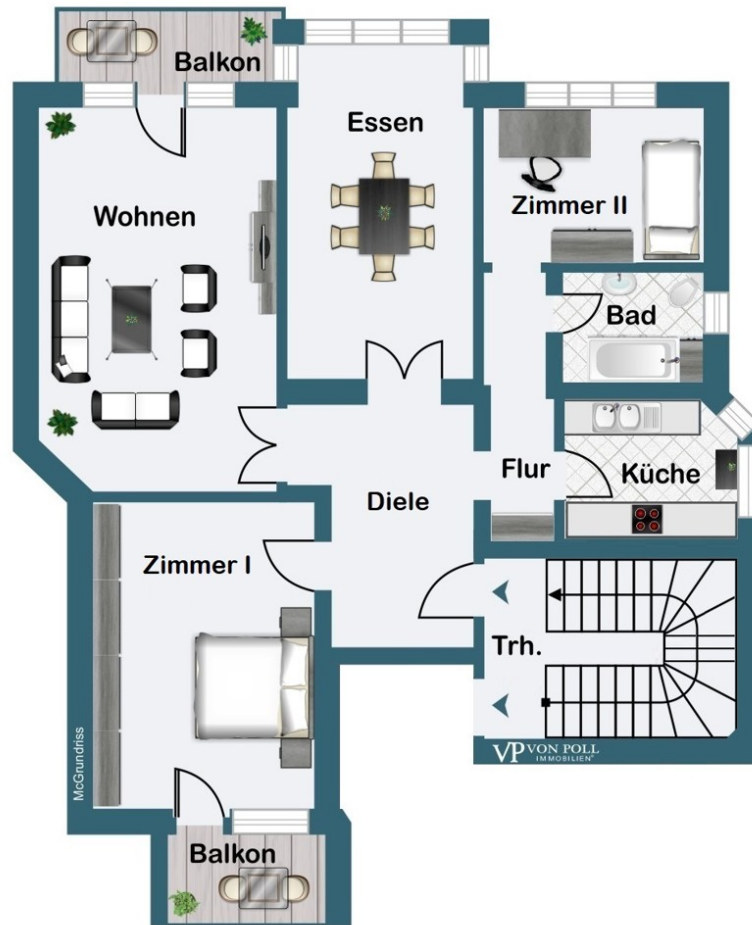 Balkon
Essen
Wohnen
Zimmer II
Bad
Flur
Küche
Diele
Zimmer I
Trh.
McGrundriss
VP VON POLL
IMMOBILIEN®
Balkon